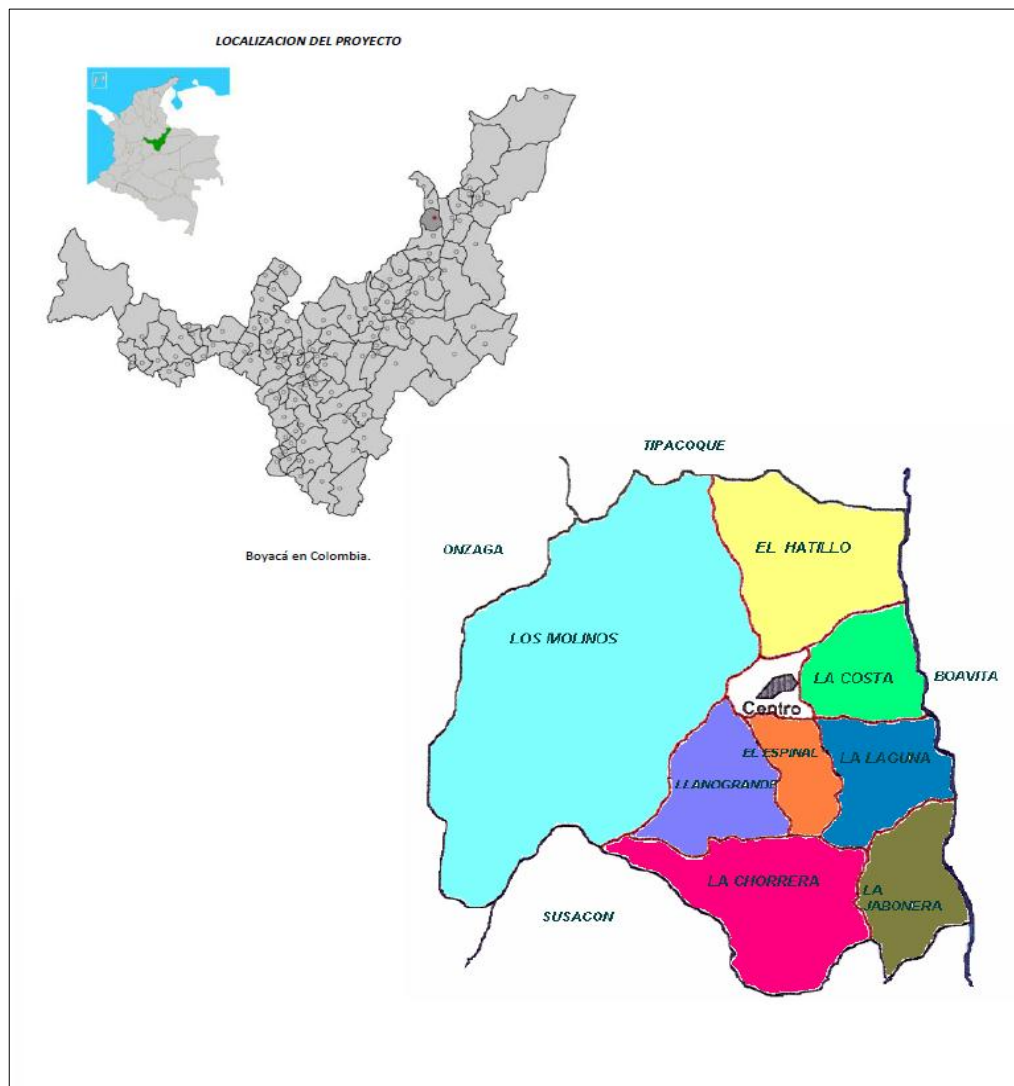 LOCALIZACION DEL PROYECTO
Boyacá en Colombia.
TIPACOQUE
ONZAGA
EL HATILLO
LOS MOLINOS
LA COSTA
BOAVITA
Centro
EL ESPINAL
LA LAGUNA
LLANOGRANDE
LA CHORRERA
LA
JABONERA
SUSACON